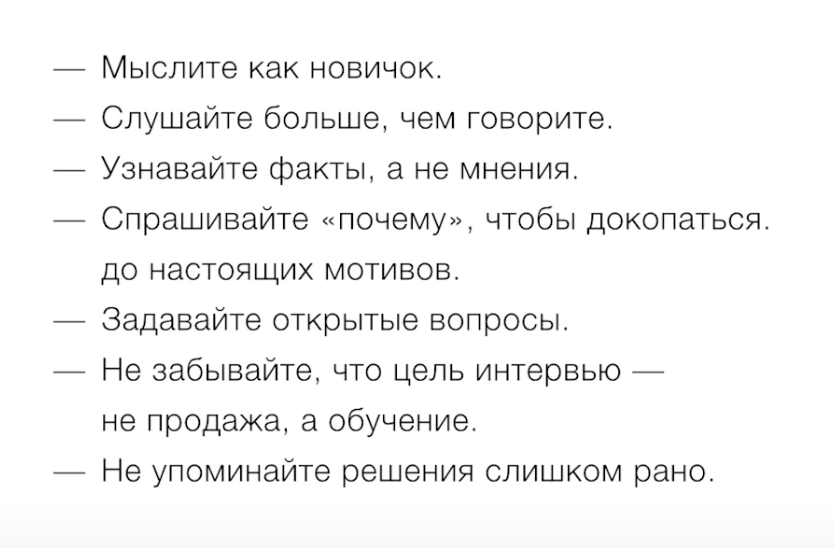 — Мыслите как новичок.
— Слушайте больше, чем говорите.
— Узнавайте факты, а не мнения.
— Спрашивайте «почему», чтобы докопаться.
до настоящих мотивов.
— Задавайте открытые вопросы.
— Не забывайте, что цель интервью —
не продажа, а обучение.
— Не упоминайте решения слишком рано.